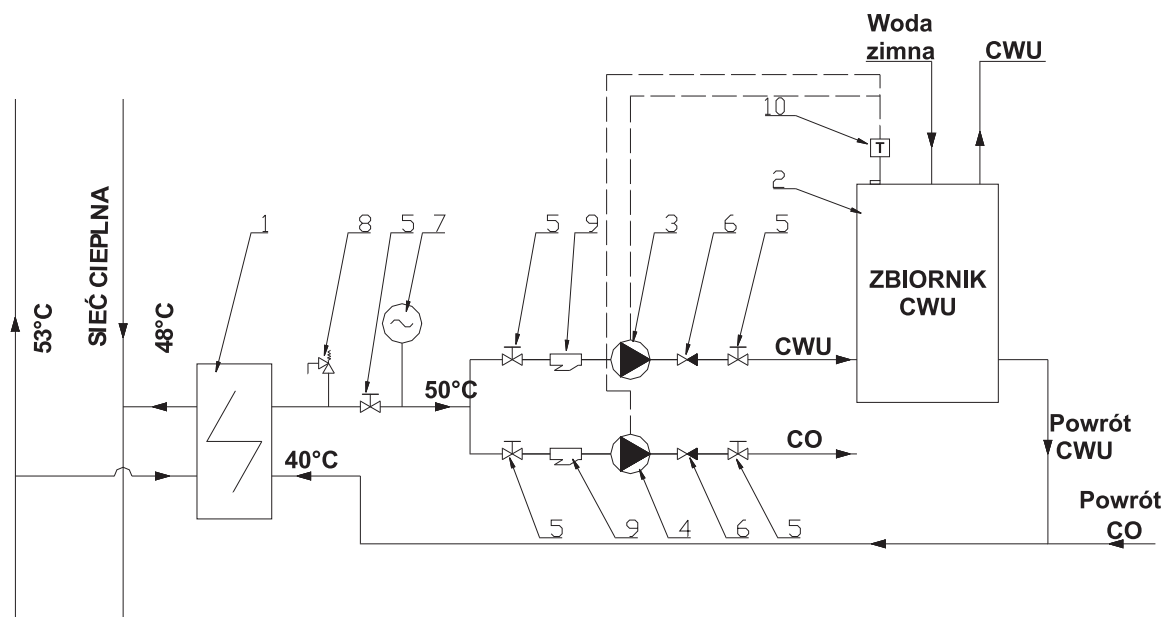 Woda
zimna
CWU
10
T
2
SIEĆ CIEPLNA
53°C
48°C
1
8
5
7
5
9
3
6
5
ZBIORNIK
CWU
CWU
50°C
CO
40°C
Powrót
CWU
5
9
4
6
5
Powrót
CO